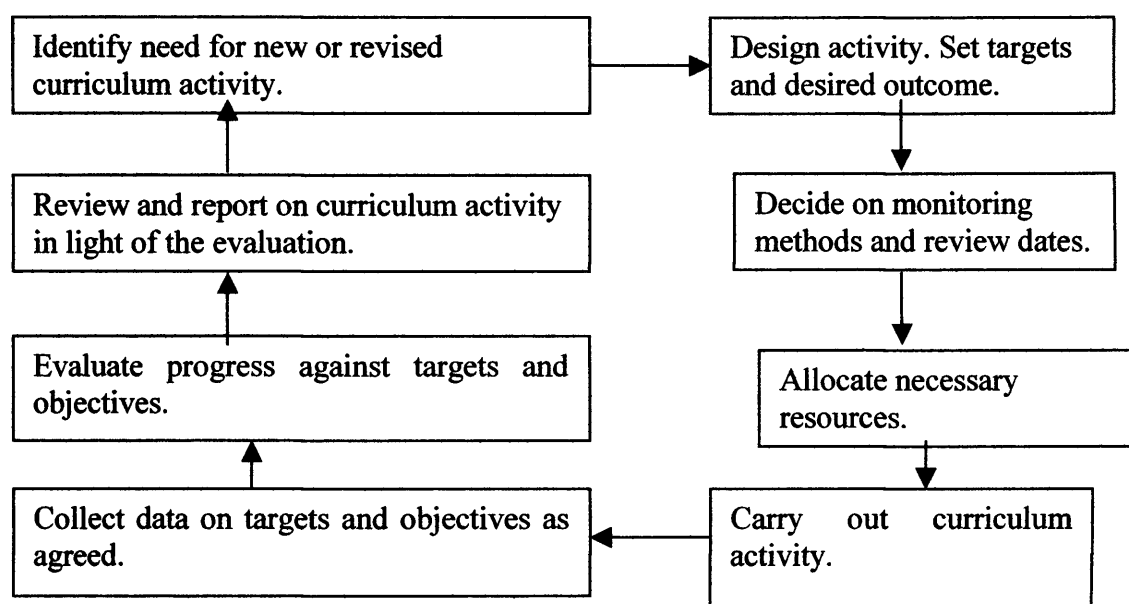 Identify need for new or revised
curriculum activity.
Design activity. Set targets
and desired outcome.
Review and report on curriculum activity
in light of the evaluation.
Decide on monitoring
methods and review dates.
Evaluate progress against targets and
objectives.
Allocate necessary
resources.
Collect data on targets and objectives as
agreed.
Carry out curriculum
activity.